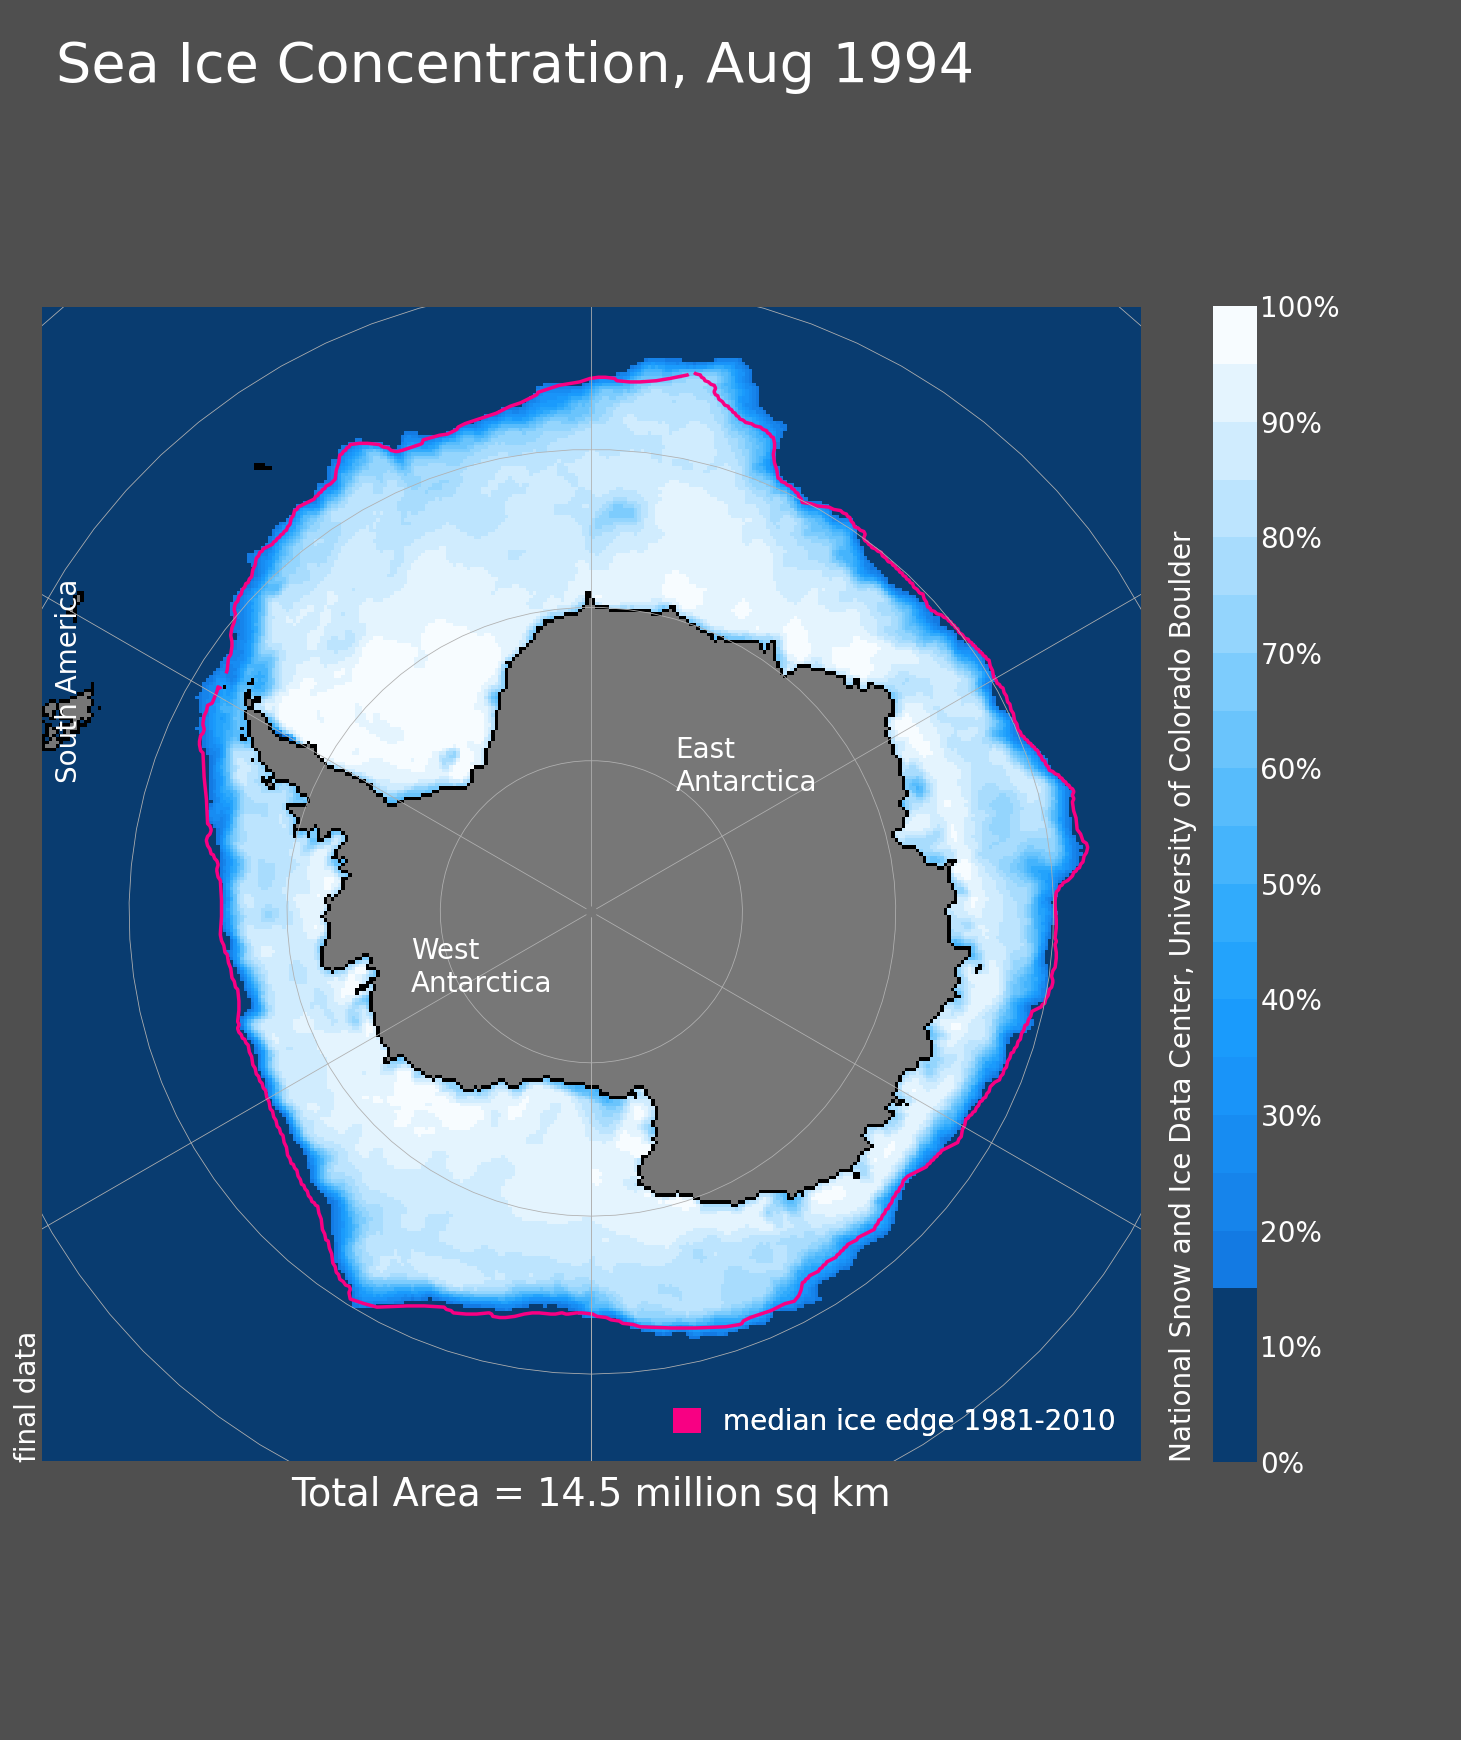 Sea Ice Concentration, Aug 1994
South America
East
Antarctica
West
Antarctica
median ice edge 1981-2010
final data
Total Area = 14.5 million sq km
National Snow and Ice Data Center, University of Colorado Boulder
100%
90%
80%
70%
60%
50%
40%
30%
20%
10%
0%